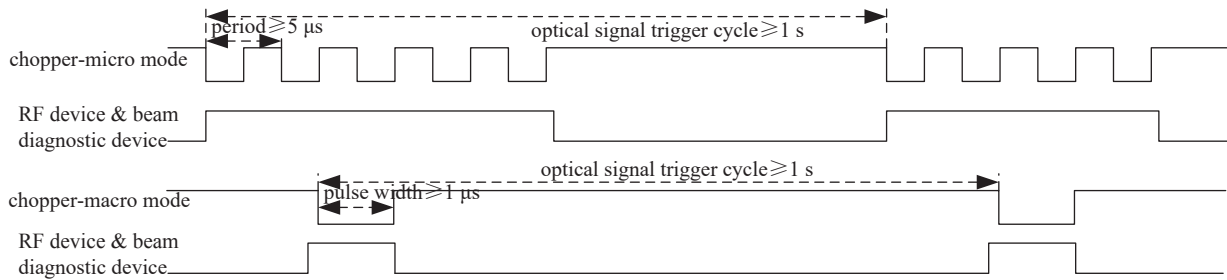 period≥5 μs
optical signal trigger cycle≥1 s
chopper-micro mode
RF device & beam
diagnostic device
optical signal trigger cycle≥1 s
pulse width≥1 μs
chopper-macro mode
RF device & beam
diagnostic device